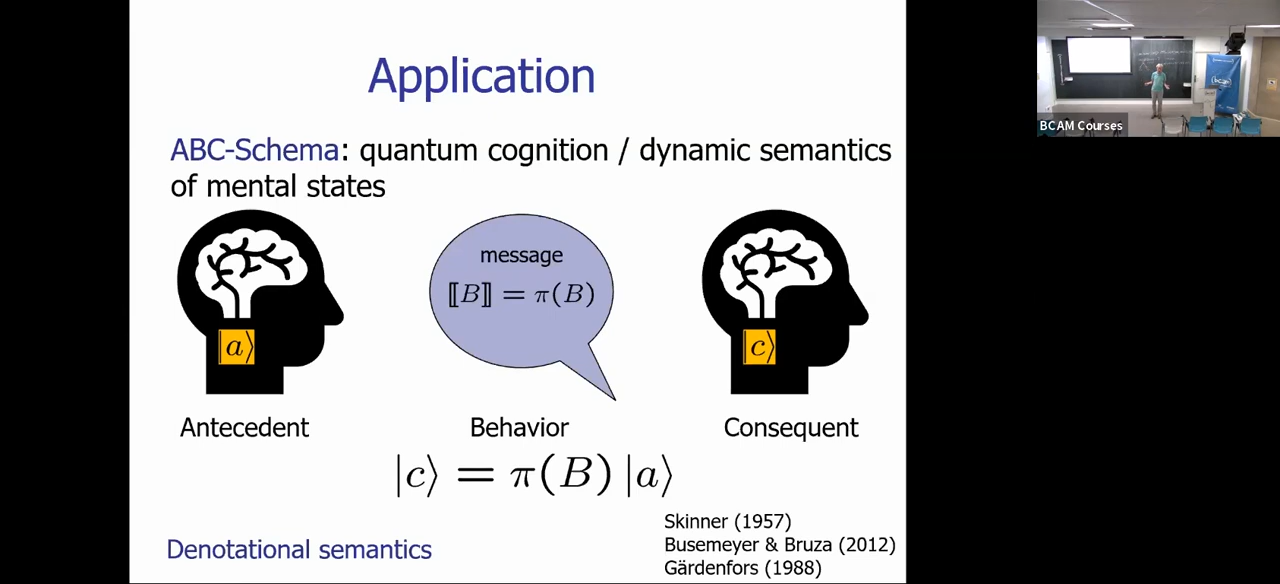 Application
ABC-Schema: quantum cognition / dynamic semantics
of mental states
message
⟦B⟧ = π(B)
|a⟩
|c⟩
Antecedent
Behavior
Consequent
|c⟩ = π(B) |a⟩
Denotational semantics
Skinner (1957)
Busemeyer & Bruza (2012)
Gärdenfors (1988)
BCAM Courses